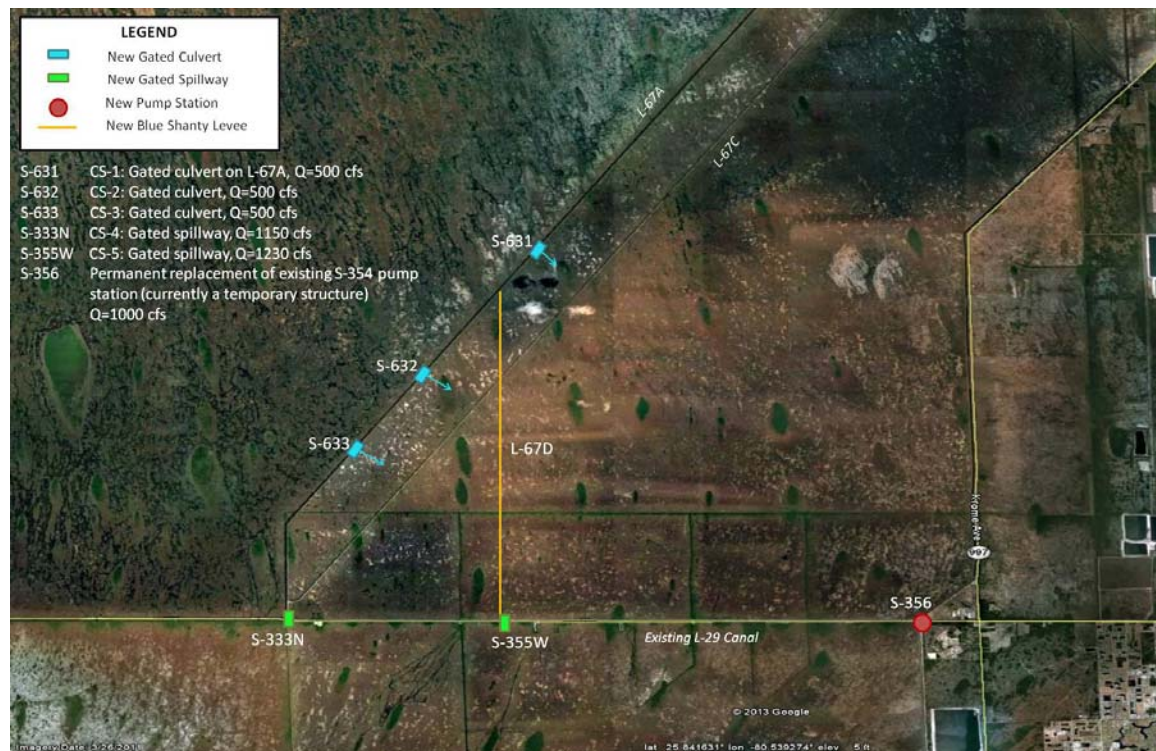 LEGEND
New Gated Culvert
New Gated Spillway
New Pump Station
New Blue Shanty Levee
S-631 CS-1: Gated culvert on L-67A, Q=500 cfs
S-632 CS-2: Gated culvert, Q=500 cfs
S-633 CS-3: Gated culvert, Q=500 cfs
S-333N CS-4: Gated spillway, Q=1150 cfs
S-355W CS-5: Gated spillway, Q=1230 cfs
S-356 Permanent replacement of existing S-354 pump
station (currently a temporary structure)
Q=1000 cfs
L-67A
L-67C
S-631
S-632
S-633
L-67D
Krome Ave
997
S-356
S-333N
S-355W
Existing L-29 Canal
© 2013 Google
Imagery Date: 3/26/2011
lat 25.841631° lon -80.539274° elev 5 ft